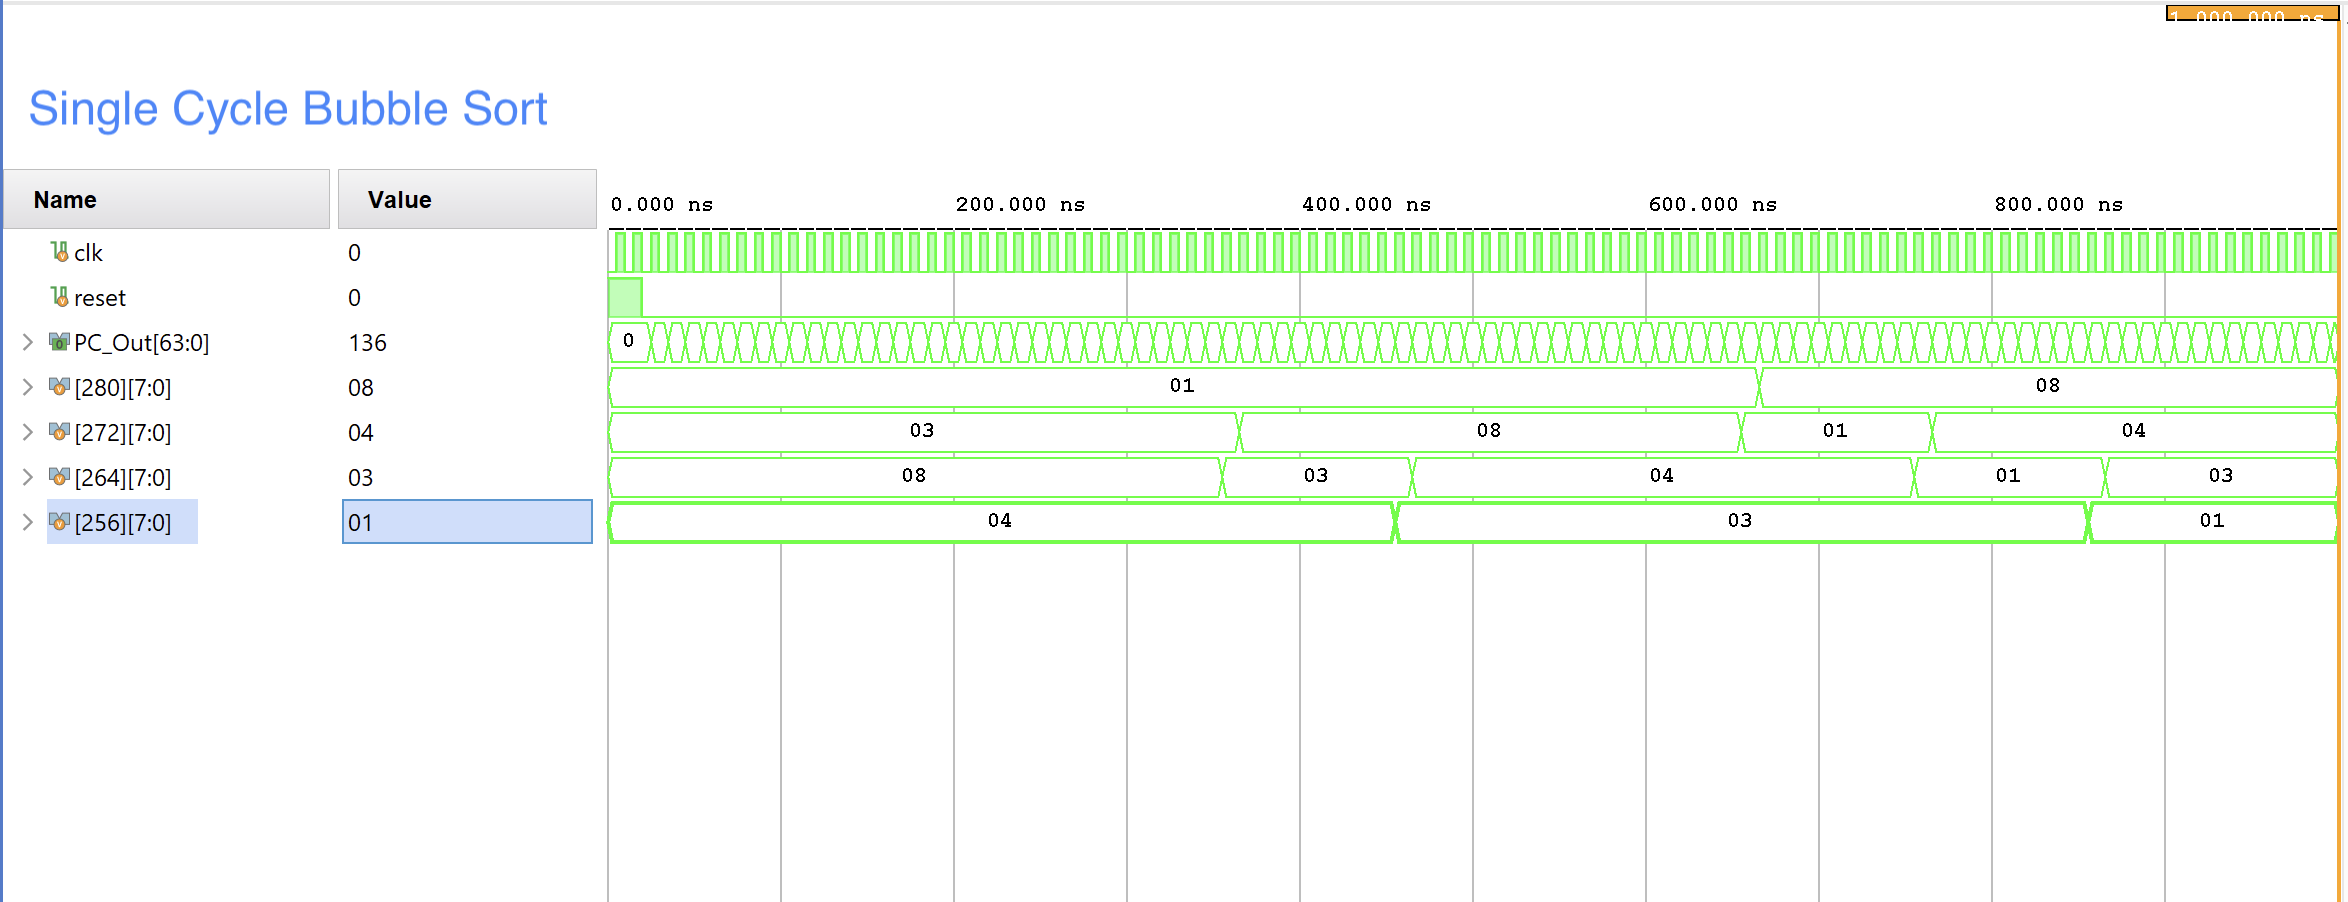 1,000.000 ns
Single Cycle Bubble Sort
Name Value 0.000 ns 200.000 ns 400.000 ns 600.000 ns 800.000 ns
clk 0
reset 0
PC_Out[63:0] 136 0
[280][7:0] 08 01 08
[272][7:0] 04 03 08 01 04
[264][7:0] 03 08 03 04 01 03
[256][7:0] 01 04 03 01